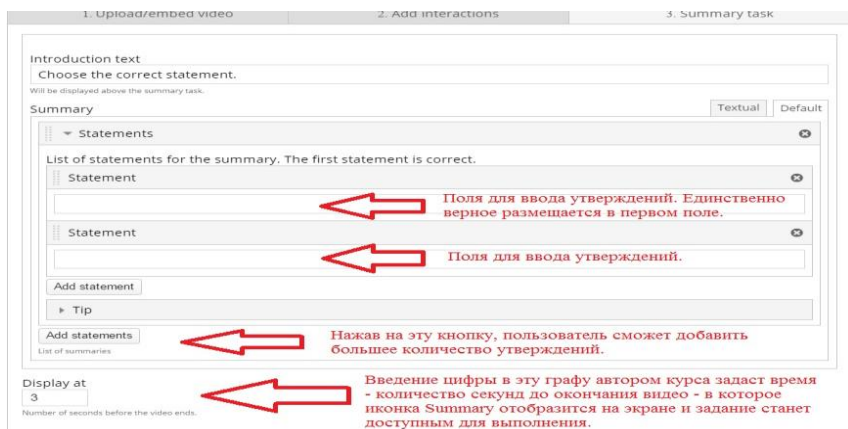 1. Upload/embed video
2. Add interactions
3. Summary task
Introduction text
Choose the correct statement.
Will be displayed above the summary task.
Summary
Textual
Default
Statements
List of statements for the summary. The first statement is correct.
Statement
Поля для ввода утверждений. Единственно
верное размещается в первом поле.
Statement
Поля для ввода утверждений.
Add statement
Tip
Add statements
List of summaries
Нажав на эту кнопку, пользователь сможет добавить
большее количество утверждений.
Display at
3
Number of seconds before the video ends.
Введение цифры в эту графу автором курса задаст время
- количество секунд до окончания видео - в которое
иконка Summary отобразится на экране и задание станет
доступным для выполнения.